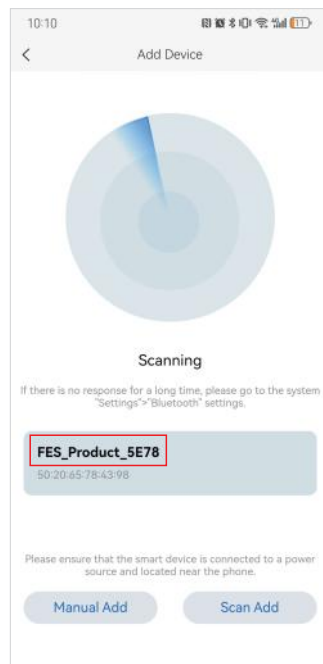 10:10
11
Add Device
Scanning
If there is no response for a long time, please go to the system
"Settings">"Bluetooth" settings.
FES_Product_5E78
50:20:65:78:43:98
Please ensure that the smart device is connected to a power
source and located near the phone.
Manual Add
Scan Add